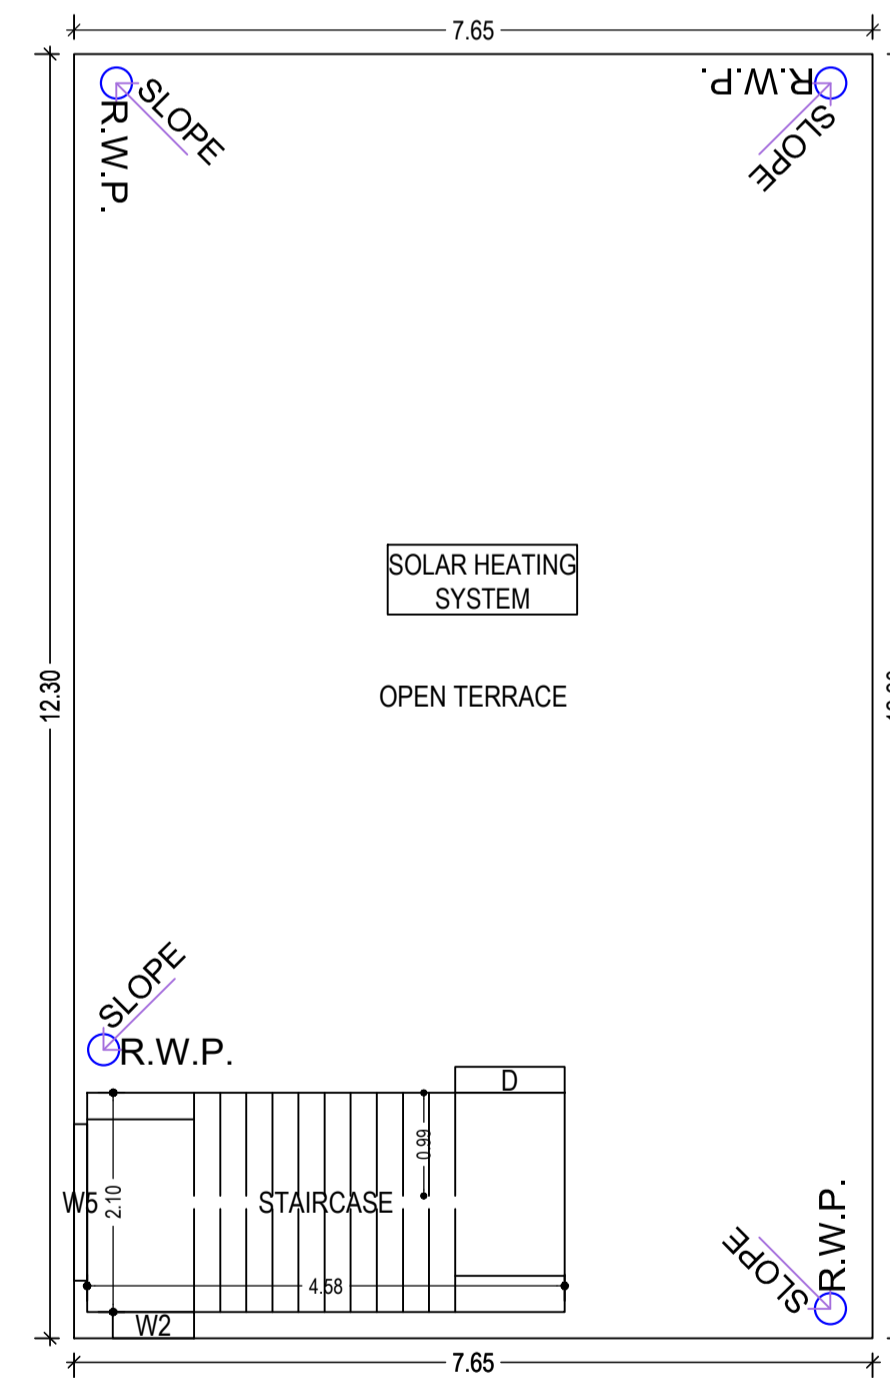 7.65
SLOPE
R.W.P.
R.W.P.
SLOPE
SOLAR HEATING
SYSTEM
OPEN TERRACE
12.30
SLOPE
R.W.P.
D
0.99
W5
2.10
STAIRCASE
4.58
W2
SLOPE
R.W.P.
7.65